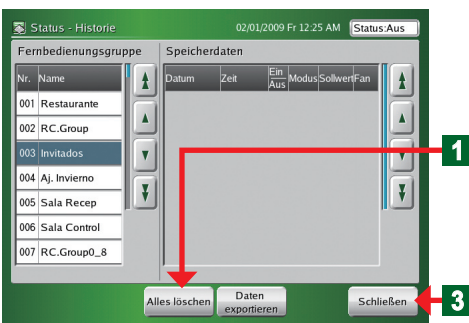 Status - Historie 02/01/2009 Fr 12:25 AM Status:Aus
Fernbedienungsgruppe Speicherdaten
Nr. Name Datum Zeit Ein Aus Modus Sollwert Fan
001 Restaurante
002 RC.Group
003 Invitados
004 Aj. Invierno
005 Sala Recep
006 Sala Control
007 RC.Group0_8
1
Alles löschen Daten exportieren Schließen
3